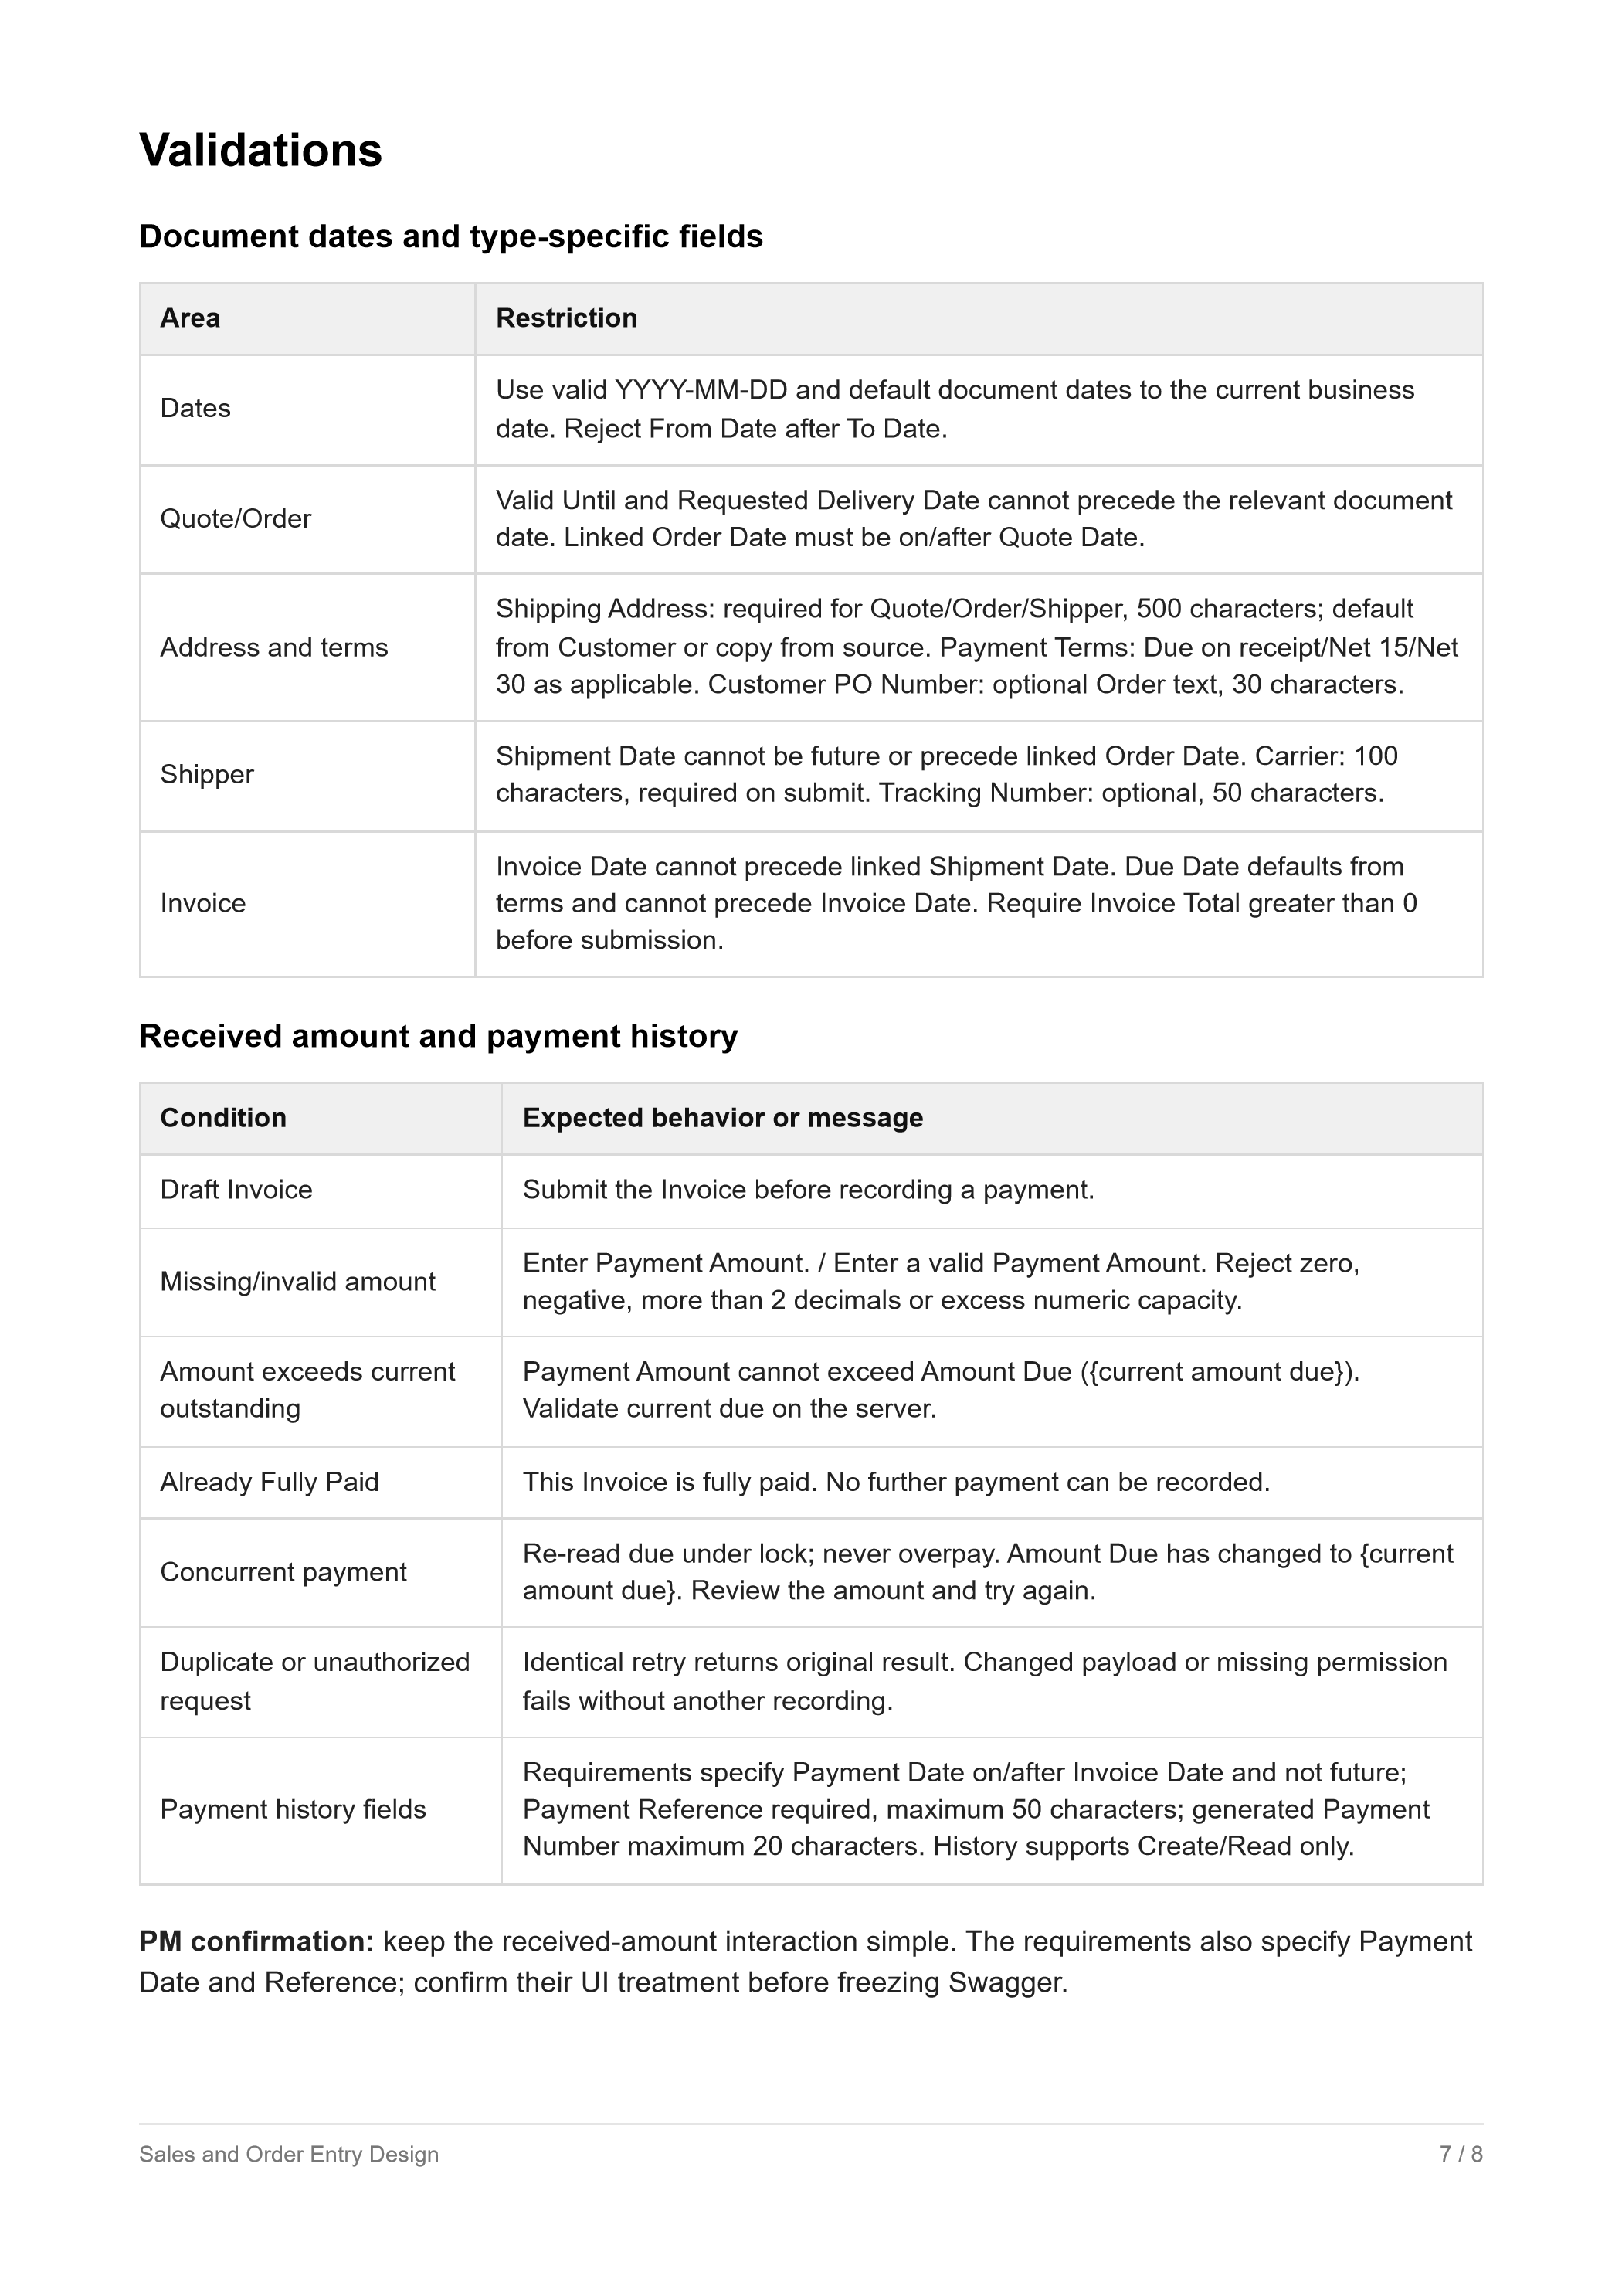 Validations
Document dates and type-specific fields
Area
Restriction
Dates
Use valid YYYY-MM-DD and default document dates to the current business
date. Reject From Date after To Date.
Quote/Order
Valid Until and Requested Delivery Date cannot precede the relevant document
date. Linked Order Date must be on/after Quote Date.
Address and terms
Shipping Address: required for Quote/Order/Shipper, 500 characters; default
from Customer or copy from source. Payment Terms: Due on receipt/Net 15/Net
30 as applicable. Customer PO Number: optional Order text, 30 characters.
Shipper
Shipment Date cannot be future or precede linked Order Date. Carrier: 100
characters, required on submit. Tracking Number: optional, 50 characters.
Invoice
Invoice Date cannot precede linked Shipment Date. Due Date defaults from
terms and cannot precede Invoice Date. Require Invoice Total greater than 0
before submission.
Received amount and payment history
Condition
Expected behavior or message
Draft Invoice
Submit the Invoice before recording a payment.
Missing/invalid amount
Enter Payment Amount. / Enter a valid Payment Amount. Reject zero,
negative, more than 2 decimals or excess numeric capacity.
Amount exceeds current
outstanding
Payment Amount cannot exceed Amount Due ({current amount due}).
Validate current due on the server.
Already Fully Paid
This Invoice is fully paid. No further payment can be recorded.
Concurrent payment
Re-read due under lock; never overpay. Amount Due has changed to {current
amount due}. Review the amount and try again.
Duplicate or unauthorized
request
Identical retry returns original result. Changed payload or missing permission
fails without another recording.
Payment history fields
Requirements specify Payment Date on/after Invoice Date and not future;
Payment Reference required, maximum 50 characters; generated Payment
Number maximum 20 characters. History supports Create/Read only.
PM confirmation: keep the received-amount interaction simple. The requirements also specify Payment
Date and Reference; confirm their UI treatment before freezing Swagger.
Sales and Order Entry Design
7 / 8